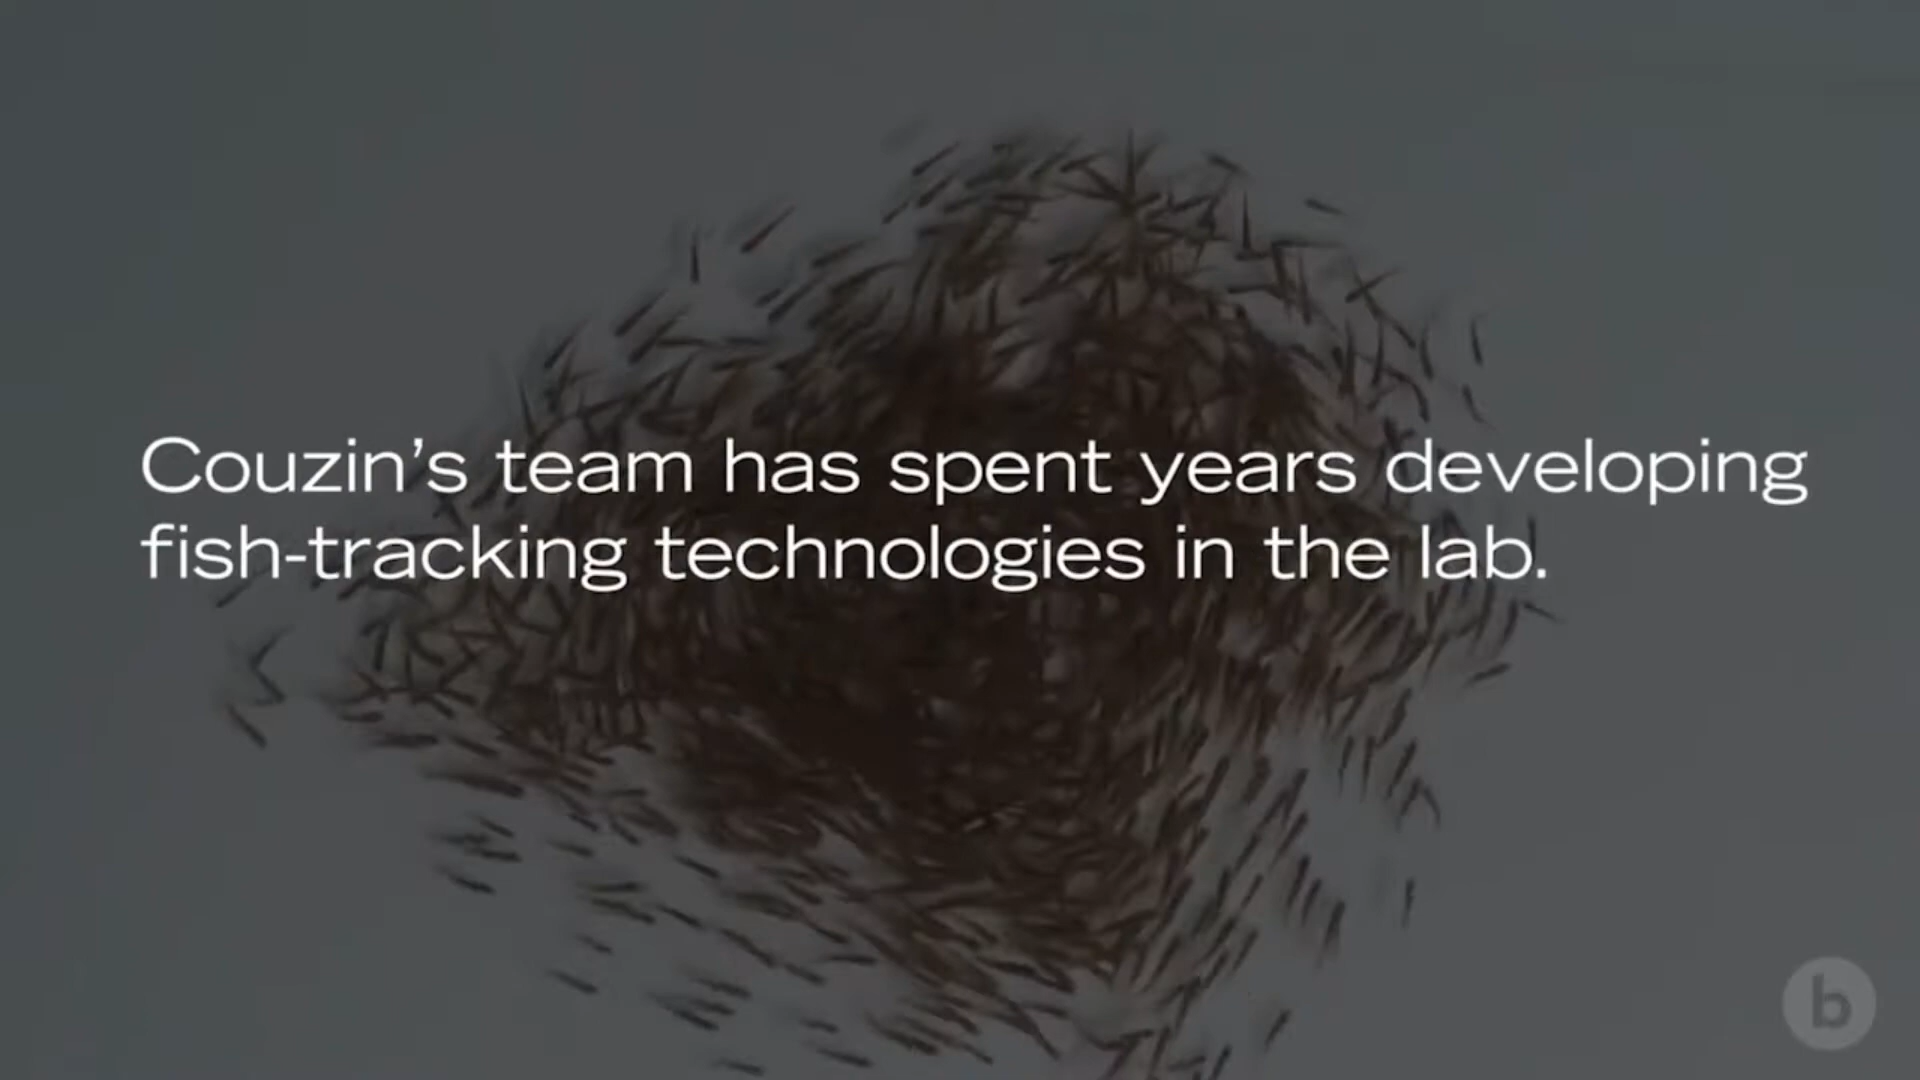 Couzin’s team has spent years developing
fish-tracking technologies in the lab.
b